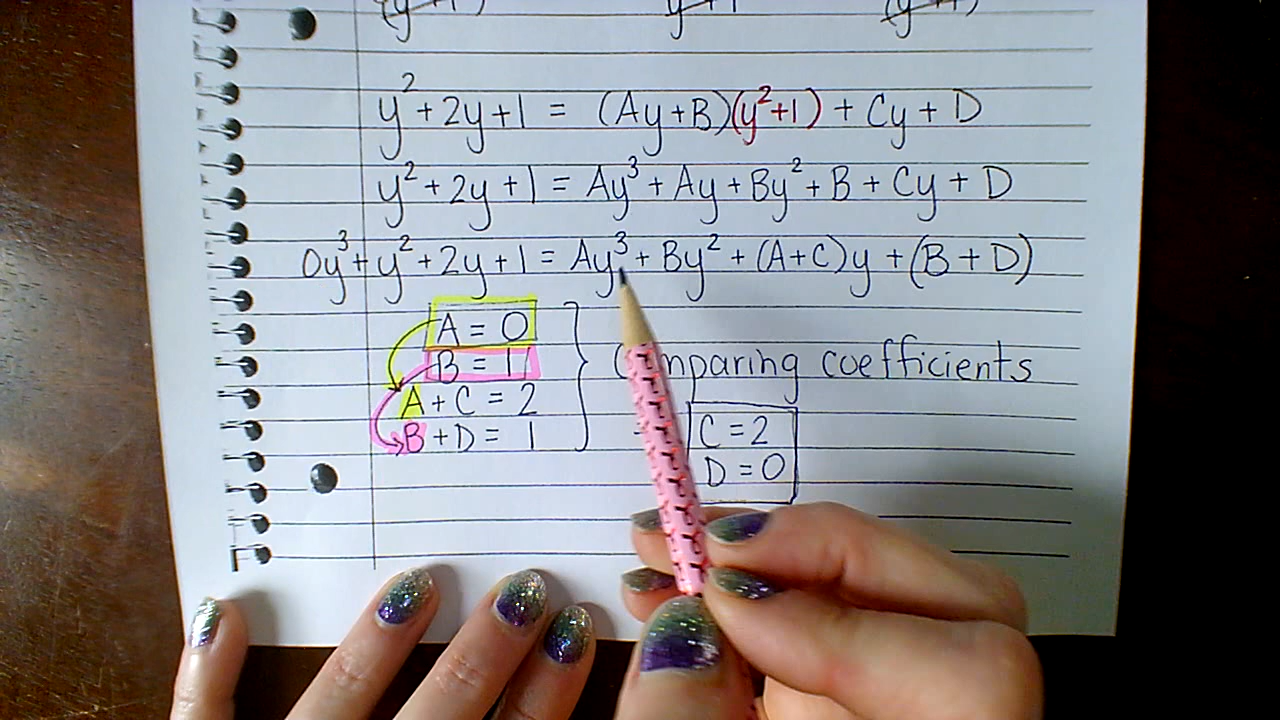 y²+2y+1 = (Ay+B)(y²+1) + Cy + D
y² + 2y + 1 = Ay³ + Ay + By² + B + Cy + D
0y³ + y² + 2y + 1 = Ay³ + By² + (A+C)y + (B+D)
A = 0
B = 1
A + C = 2
B + D = 1
coefficients
C = 2
D = 0